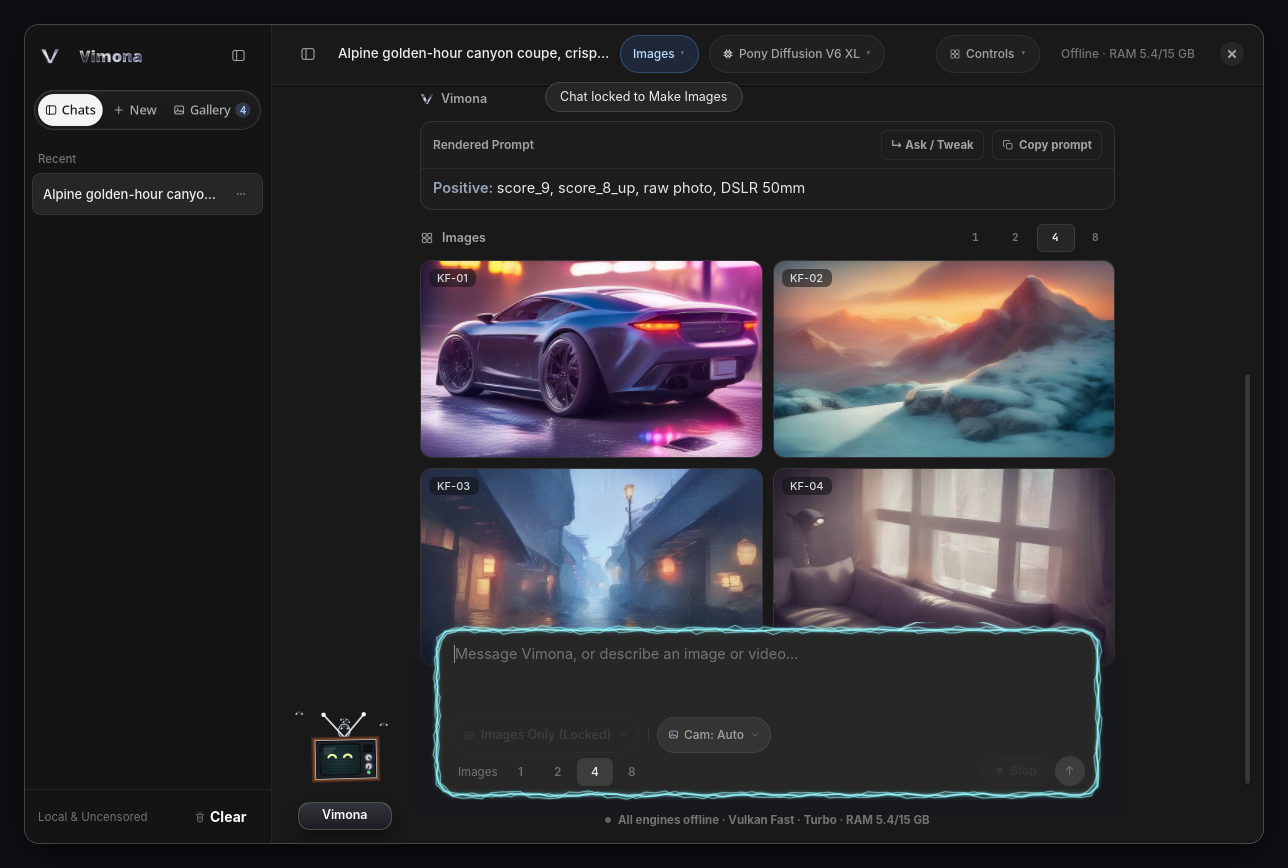 Vimona
Chats
New
Gallery 4
Recent
Alpine golden-hour canyo... ...
Local & Uncensored
Clear
Alpine golden-hour canyon coupe, crisp...
Images
Pony Diffusion V6 XL
Controls
Offline · RAM 5.4/15 GB
Vimona
Chat locked to Make Images
Rendered Prompt
Ask / Tweak
Copy prompt
Positive: score_9, score_8_up, raw photo, DSLR 50mm
Images
1 2 4 8
KF-01
KF-02
KF-03
KF-04
Message Vimona, or describe an image or video...
Images Only (Locked)
Cam: Auto
Images 1 2 4 8
Stop
Vimona
All engines offline · Vulkan Fast · Turbo · RAM 5.4/15 GB